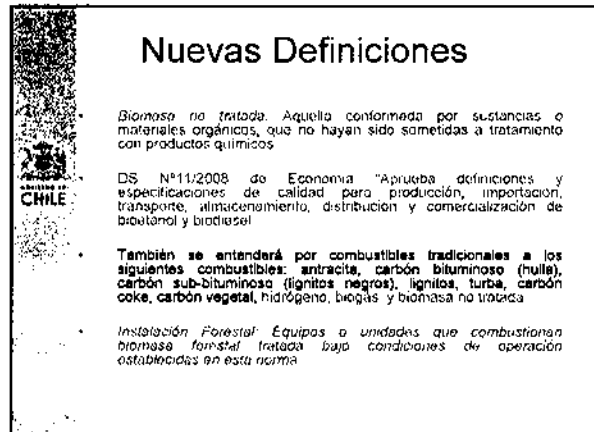 Nuevas Definiciones
Biomasa no tratada. Aquella conformada por sustancias o
materiales orgánicos, que no hayan sido sometidas a tratamiento
con productos químicos
DS Nº11/2008 de Economía "Aprueba definiciones y
especificaciones de calidad para producción, importación,
transporte, almacenamiento, distribución y comercialización de
bioetanol y biodiesel
También se entenderá por combustibles tradicionales a los
siguientes combustibles: antracita, carbón bituminoso (hulla),
carbón sub-bituminoso (lignitos negros), lignitos, turba, carbón
coke, carbón vegetal, hidrógeno, biogás y biomasa no tratada
Instalación Forestal: Equipos o unidades que combustionan
biomasa forestal tratada bajo condiciones de operación
establecidas en esta norma
GOBIERNO DE
CHILE